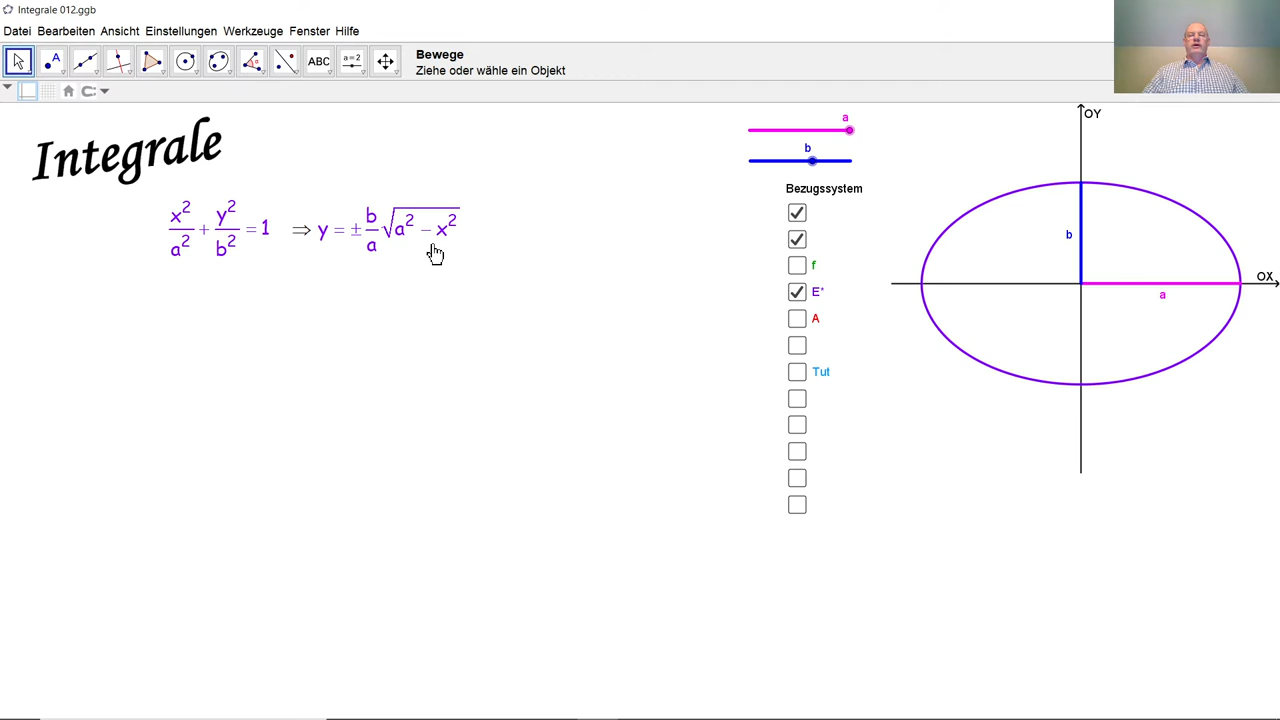 Integrale 012.ggb
Datei Bearbeiten Ansicht Einstellungen Werkzeuge Fenster Hilfe
A ABC a=2
Bewege
Ziehe oder wähle ein Objekt
Integrale
x²/a² + y²/b² = 1 ⇒ y = ± b/a √(a² − x²)
a
b
Bezugssystem
f
E*
A
Tut
OY
b
OX
a